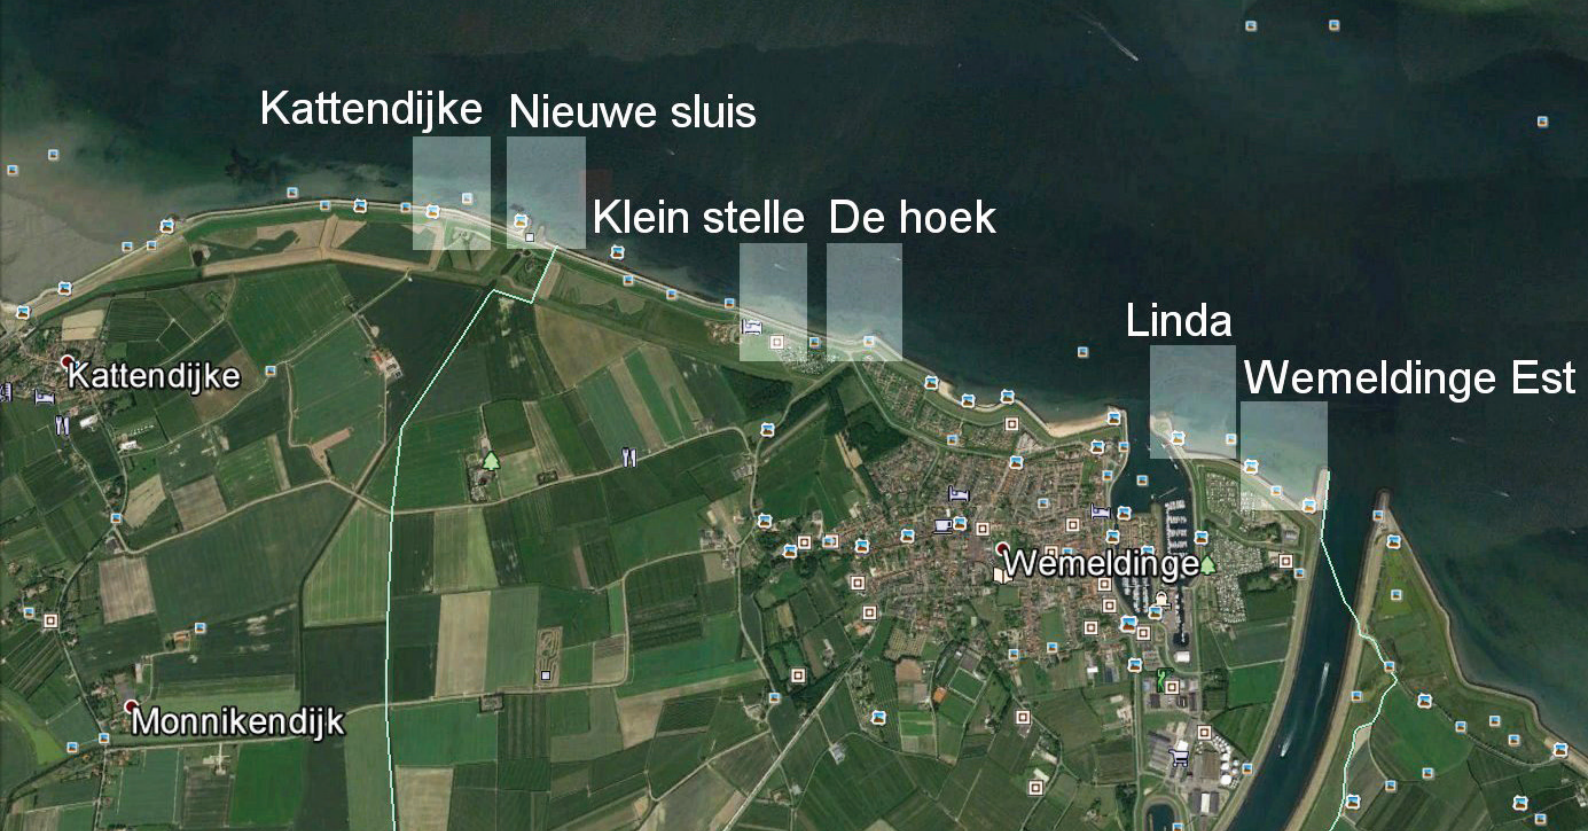 Kattendijke
Nieuwe sluis
Klein stelle
De hoek
Linda
Wemeldinge Est
Kattendijke
Wemeldinge
Monnikendijk